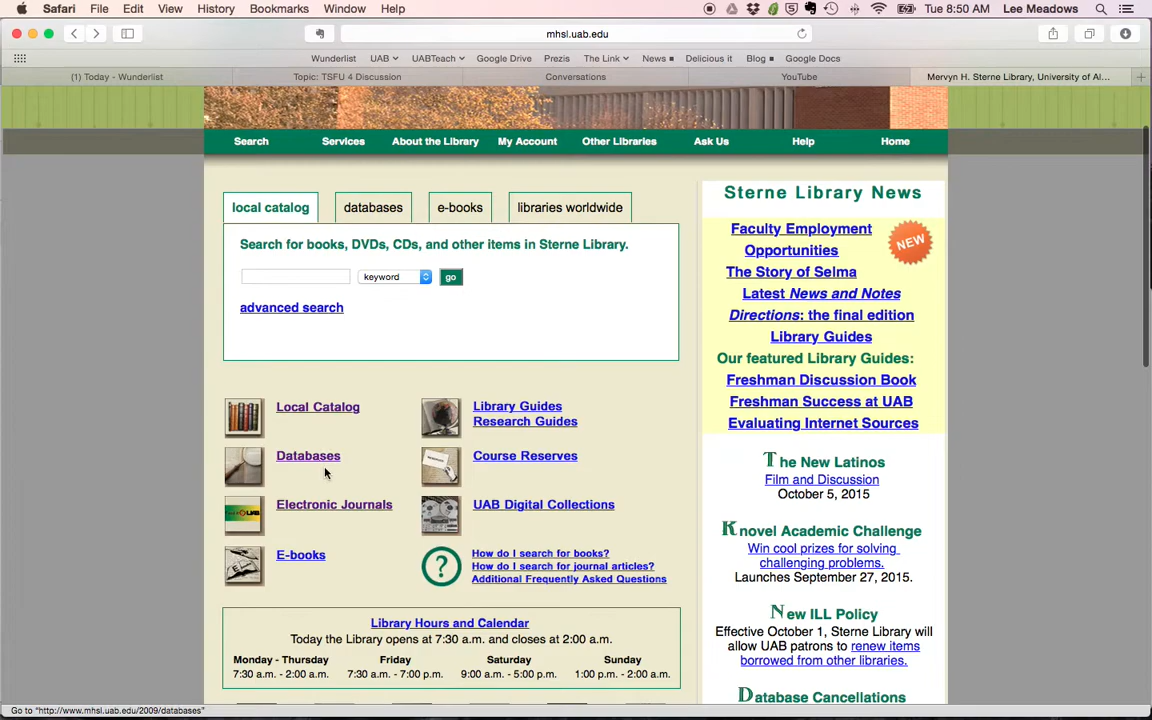 Safari File Edit View History Bookmarks Window Help Tue 8:50 AM Lee Meadows
mhsl.uab.edu
Wunderlist UAB UABTeach Google Drive Prezis The Link News Delicious it Blog Google Docs
(1) Today - Wunderlist Topic: TSFU 4 Discussion Conversations YouTube Mervyn H. Sterne Library, University of Al...
Search Services About the Library My Account Other Libraries Ask Us Help Home
local catalog databases e-books libraries worldwide
Search for books, DVDs, CDs, and other items in Sterne Library.
keyword go
advanced search
Local Catalog
Databases
Electronic Journals
E-books
Library Guides
Research Guides
Course Reserves
UAB Digital Collections
?
How do I search for books?
How do I search for journal articles?
Additional Frequently Asked Questions
Library Hours and Calendar
Today the Library opens at 7:30 a.m. and closes at 2:00 a.m.
Monday - Thursday Friday Saturday Sunday
7:30 a.m. - 2:00 a.m. 7:30 a.m. - 7:00 p.m. 9:00 a.m. - 5:00 p.m. 1:00 p.m. - 2:00 a.m.
Sterne Library News
Faculty Employment
Opportunities
NEW
The Story of Selma
Latest News and Notes
Directions: the final edition
Library Guides
Our featured Library Guides:
Freshman Discussion Book
Freshman Success at UAB
Evaluating Internet Sources
The New Latinos
Film and Discussion
October 5, 2015
Knovel Academic Challenge
Win cool prizes for solving
challenging problems.
Launches September 27, 2015.
New ILL Policy
Effective October 1, Sterne Library will
allow UAB patrons to renew items
borrowed from other libraries.
Database Cancellations
Go to "http://www.mhsl.uab.edu/2009/databases"